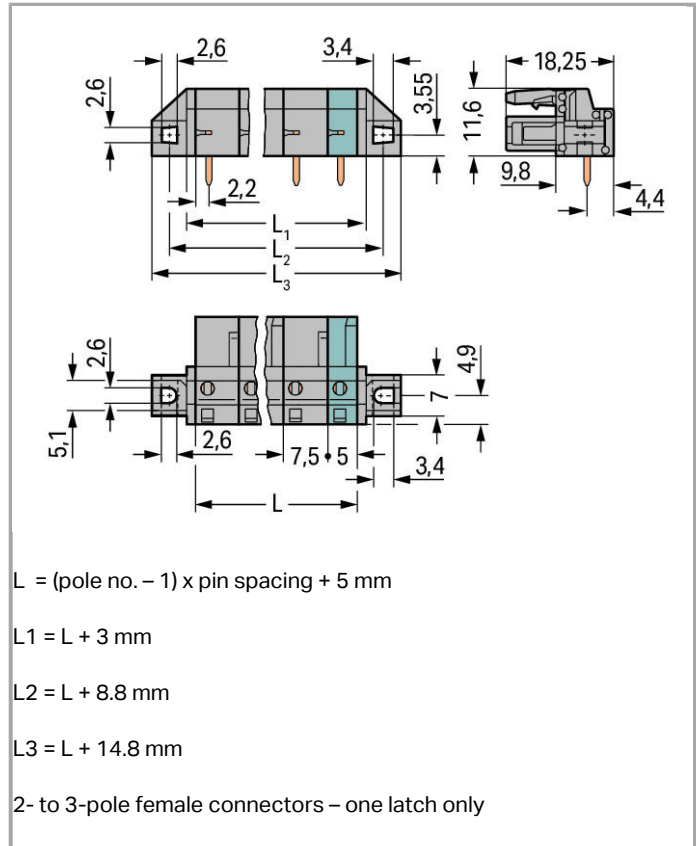 2,6 3,4 18,25
2,6 3,55 11,6
2,2 9,8 4,4
L1
L2
L3
2,6 4,9
5,1 7
2,6 7,5 5 3,4
L
L = (pole no. – 1) x pin spacing + 5 mm
L1 = L + 3 mm
L2 = L + 8.8 mm
L3 = L + 14.8 mm
2- to 3-pole female connectors – one latch only